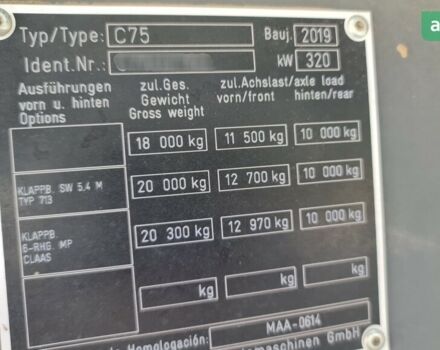 Typ/Type: C75 Bauj. 2019
Ident.Nr.: kW 320
Ausführungen zul.Ges. zul.Achslast/axle load
vorn u. hinten Gewicht vorn/front hinten/rear
Options Gross weight
18 000 kg 11 500 kg 10 000 kg
KLAPPB. SW 5.4 M 20 000 kg 12 700 kg 10 000 kg
TYP 713
KLAPPB. 20 300 kg 12 970 kg 10 000 kg
6-RHG. MP
CLAAS
kg kg kg
Homologación: MAA-0614
maschinen GmbH
a